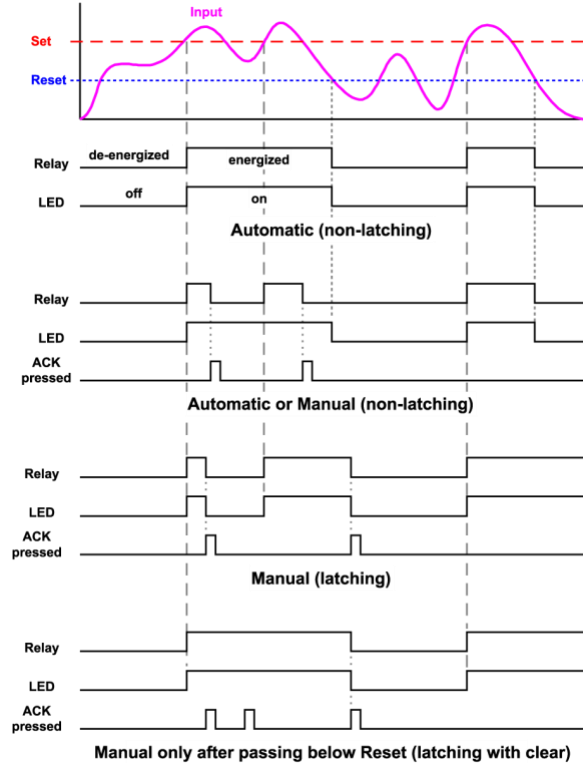 Input
Set
Reset
de-energized
energized
Relay
off
on
LED
Automatic (non-latching)
Relay
LED
ACK
pressed
Automatic or Manual (non-latching)
Relay
LED
ACK
pressed
Manual (latching)
Relay
LED
ACK
pressed
Manual only after passing below Reset (latching with clear)